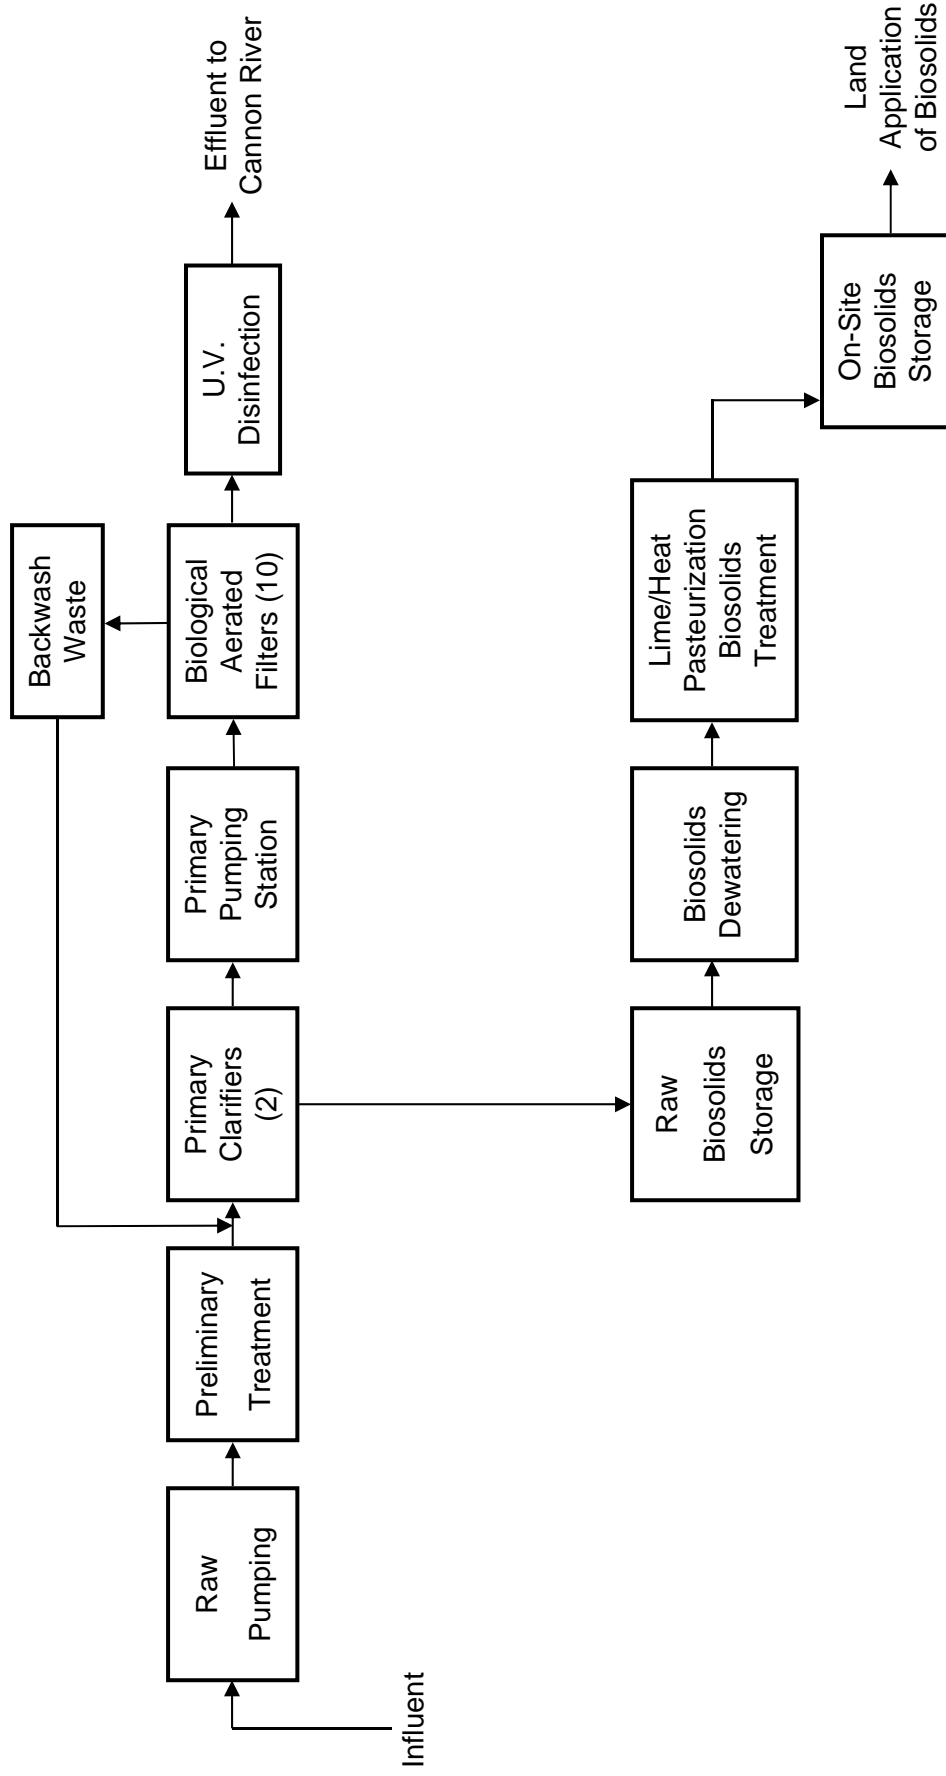 Influent
Raw
Pumping
Preliminary
Treatment
Primary
Clarifiers
(2)
Primary
Pumping
Station
Biological
Aerated
Filters (10)
Backwash
Waste
U.V.
Disinfection
Effluent to
Cannon River
Raw
Biosolids
Storage
Biosolids
Dewatering
Lime/Heat
Pasteurization
Biosolids
Treatment
On-Site
Biosolids
Storage
Land
Application
of Biosolids